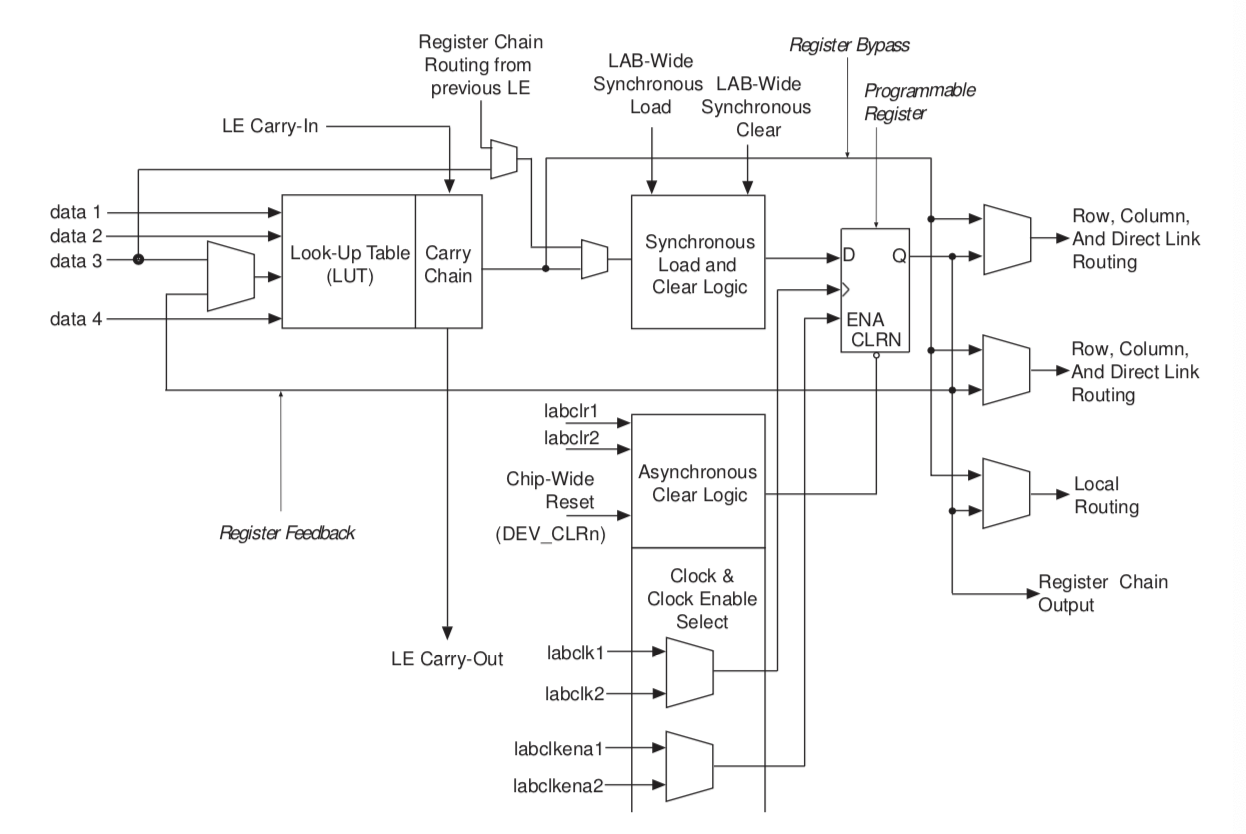 Register Chain
Routing from
previous LE
LAB-Wide
Synchronous
Load
LAB-Wide
Synchronous
Clear
Register Bypass
Programmable
Register
LE Carry-In
data 1
data 2
data 3
data 4
Look-Up Table
(LUT)
Carry
Chain
Synchronous
Load and
Clear Logic
D
Q
ENA
CLRN
Row, Column,
And Direct Link
Routing
Row, Column,
And Direct Link
Routing
Local
Routing
Register Chain
Output
Register Feedback
labclr1
labclr2
Chip-Wide
Reset
(DEV_CLRn)
Asynchronous
Clear Logic
Clock &
Clock Enable
Select
LE Carry-Out
labclk1
labclk2
labclkena1
labclkena2